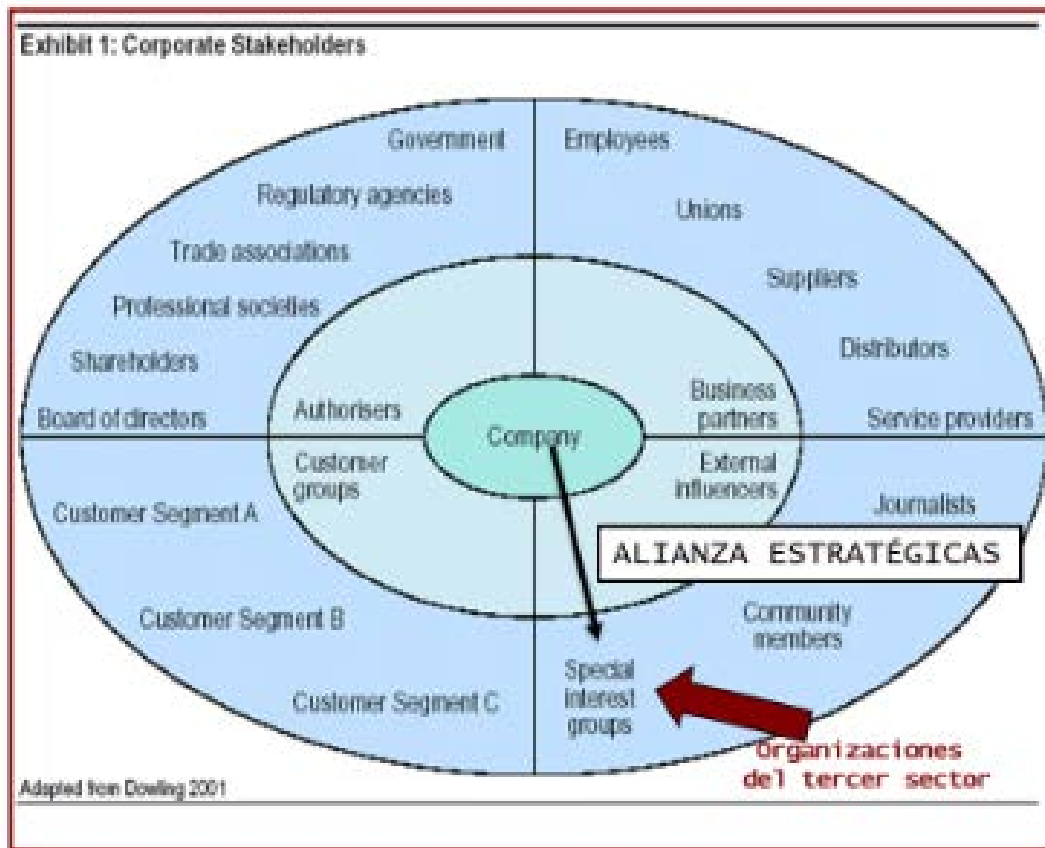 Exhibit 1: Corporate Stakeholders
Government
Regulatory agencies
Trade associations
Professional societies
Shareholders
Board of directors
Employees
Unions
Suppliers
Distributors
Service providers
Authorisers
Business
partners
Company
Customer
groups
External
influencers
Customer Segment A
Customer Segment B
Customer Segment C
Journalists
ALIANZA ESTRATÉGICAS
Community
members
Special
interest
groups
Organizaciones
del tercer sector
Adapted from Dowling 2001